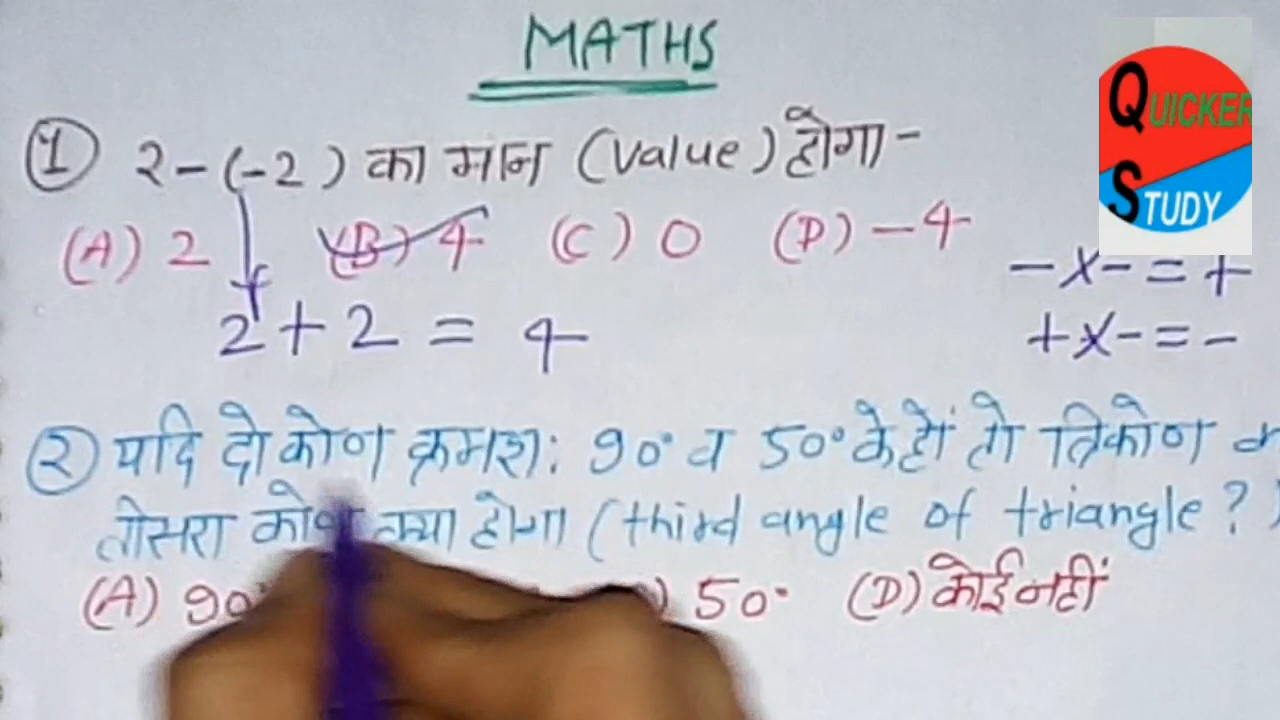 MATHS
QUICKER
STUDY
① 2-(-2) का मान (Value) होगा-
(A) 2 (B) 4 (C) 0 (D) -4
2 + 2 = 4
- x - = +
+ x - = -
② यदि दो कोण क्रमश: 90° व 50° के हों तो त्रिकोण
तीसरा कोण क्या होगा (third angle of triangle?)
(A) 90 50° (D) कोई नहीं